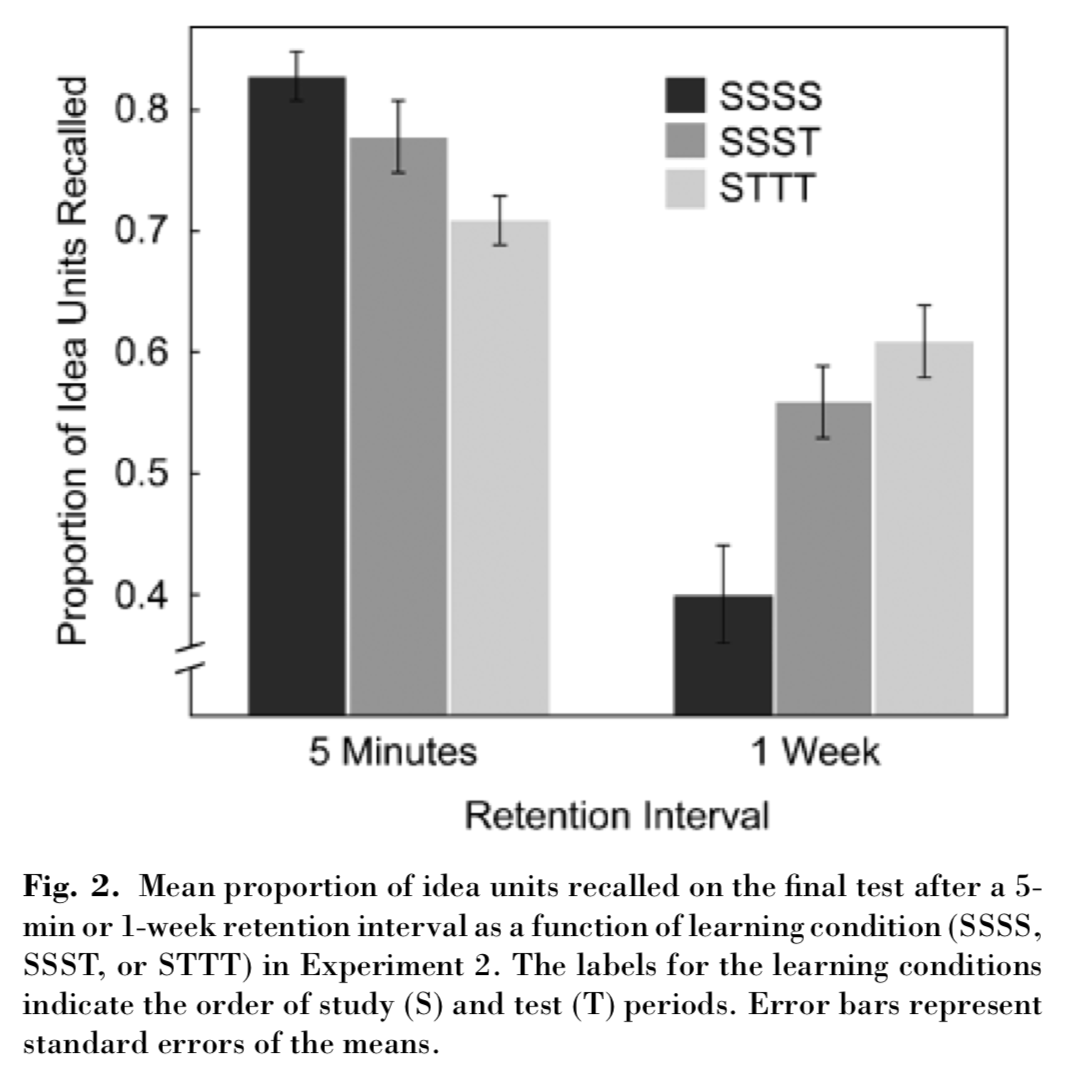 Proportion of Idea Units Recalled
0.8
0.7
0.6
0.5
0.4
SSSS
SSST
STTT
5 Minutes
1 Week
Retention Interval
Fig. 2. Mean proportion of idea units recalled on the final test after a 5-
min or 1-week retention interval as a function of learning condition (SSSS,
SSST, or STTT) in Experiment 2. The labels for the learning conditions
indicate the order of study (S) and test (T) periods. Error bars represent
standard errors of the means.